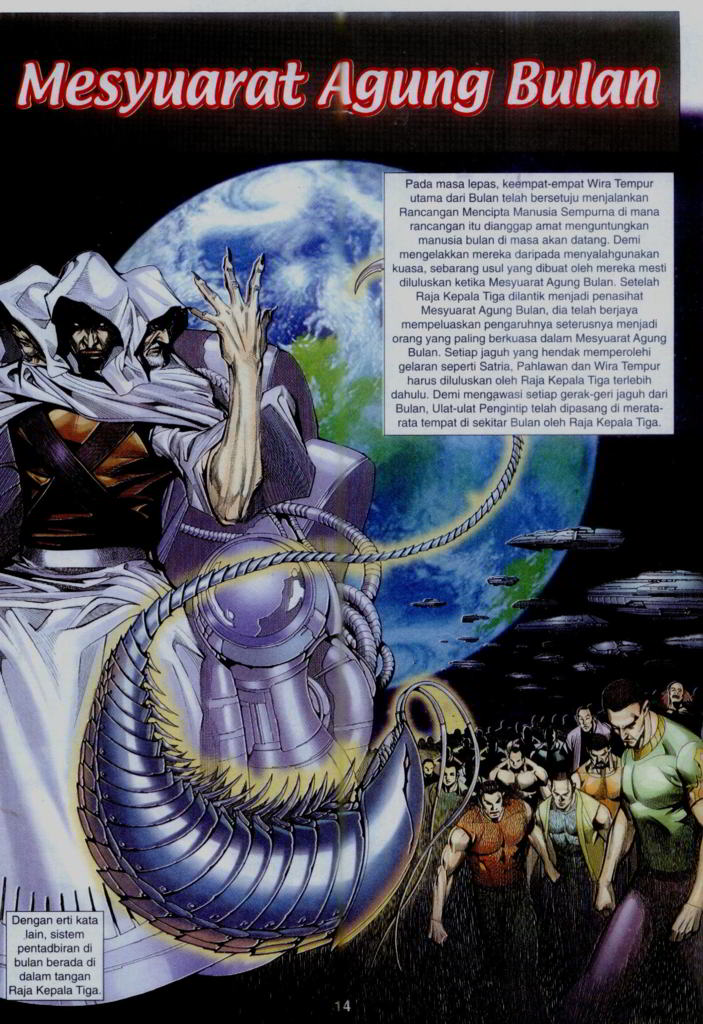 Mesyuarat Agung Bulan
Pada masa lepas, keempat-empat Wira Tempur
utama dari Bulan telah bersetuju menjalankan
Rancangan Mencipta Manusia Sempurna di mana
rancangan itu dianggap amat menguntungkan
manusia bulan di masa akan datang. Demi
mengelakkan mereka daripada menyalahgunakan
kuasa, sebarang usul yang dibuat oleh mereka mesti
diluluskan ketika Mesyuarat Agung Bulan. Setelah
Raja Kepala Tiga dilantik menjadi penasihat
Mesyuarat Agung Bulan, dia telah berjaya
mempeluaskan pengaruhnya seterusnya menjadi
orang yang paling berkuasa dalam Mesyuarat Agung
Bulan. Setiap jaguh yang hendak memperolehi
gelaran seperti Satria, Pahlawan dan Wira Tempur
harus diluluskan oleh Raja Kepala Tiga terlebih
dahulu. Demi mengawasi setiap gerak-geri jaguh dari
Bulan, Ulat-ulat Pengintip telah dipasang di merata-
rata tempat di sekitar Bulan oleh Raja Kepala Tiga.
Dengan erti kata
lain, sistem
pentadbiran di
bulan berada di
dalam tangan
Raja Kepala Tiga.
14